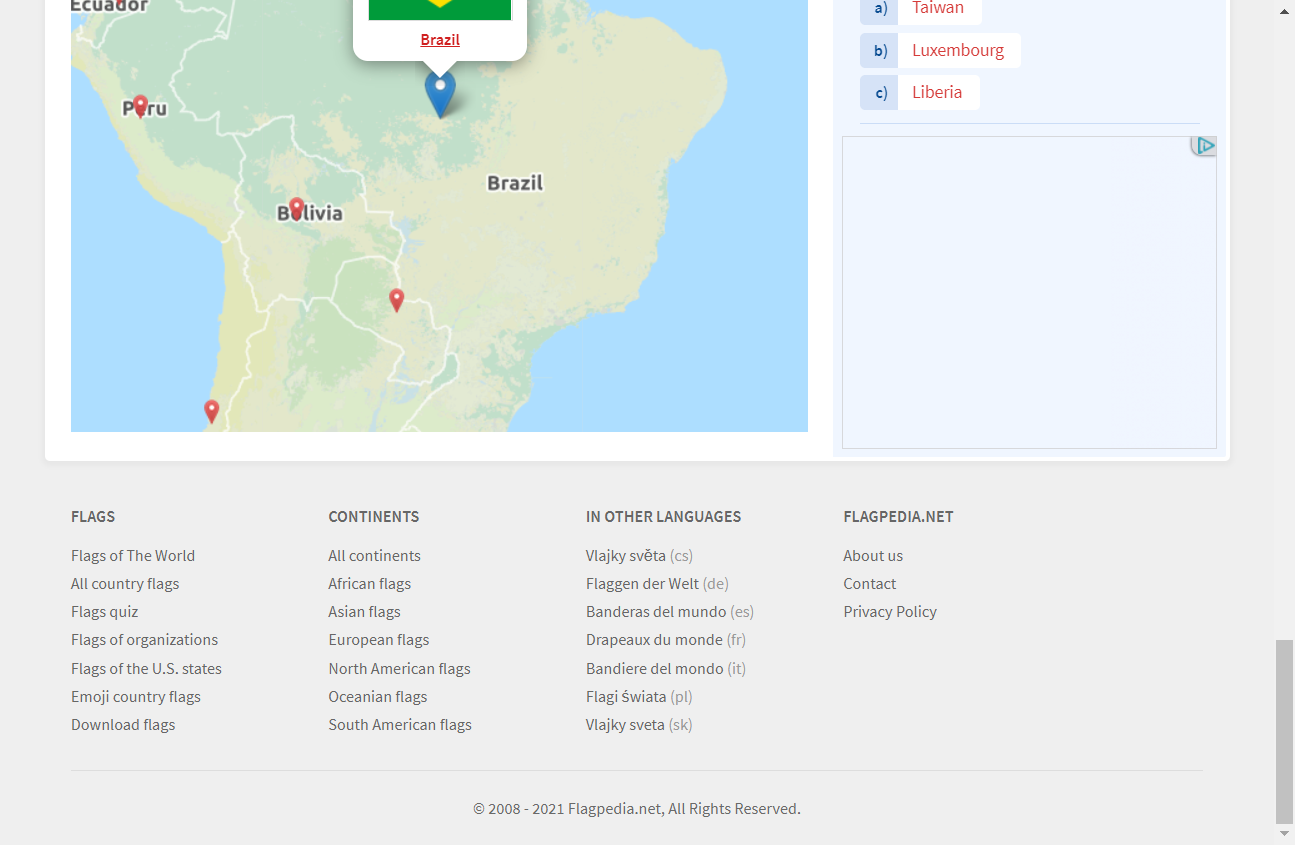 Ecuador
Brazil
Peru
Bolivia
Brazil
a) Taiwan
b) Luxembourg
c) Liberia
FLAGS
Flags of The World
All country flags
Flags quiz
Flags of organizations
Flags of the U.S. states
Emoji country flags
Download flags
CONTINENTS
All continents
African flags
Asian flags
European flags
North American flags
Oceanian flags
South American flags
IN OTHER LANGUAGES
Vlajky světa (cs)
Flaggen der Welt (de)
Banderas del mundo (es)
Drapeaux du monde (fr)
Bandiere del mondo (it)
Flagi świata (pl)
Vlajky sveta (sk)
FLAGPEDIA.NET
About us
Contact
Privacy Policy
© 2008 - 2021 Flagpedia.net, All Rights Reserved.